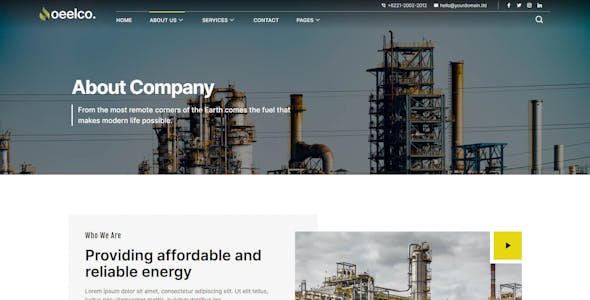 +6221-2002-2012 hello@yourdomain.ltd
oeelco.
HOME ABOUT US SERVICES CONTACT PAGES
About Company
From the most remote corners of the Earth comes the fuel that
makes modern life possible.
Who We Are
Providing affordable and
reliable energy
Lorem ipsum dolor sit amet, consectetur adipiscing elit. Ut elit tellus,